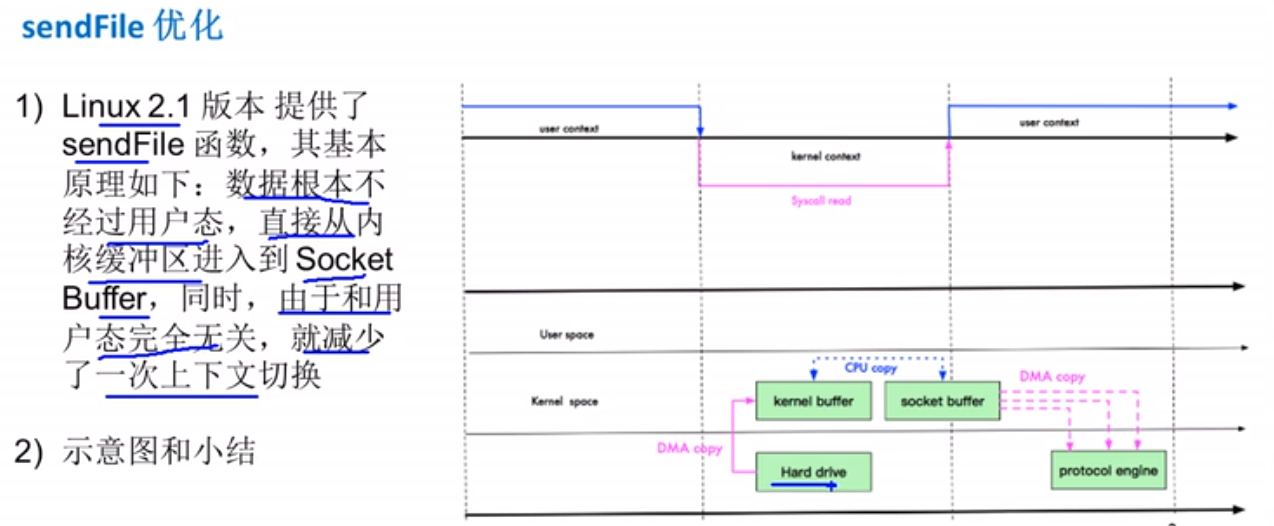 sendFile 优化
1) Linux 2.1 版本 提供了
sendFile 函数，其基本
原理如下：数据根本不
经过用户态，直接从内
核缓冲区进入到 Socket
Buffer，同时，由于和用
户态完全无关，就减少
了一次上下文切换
2) 示意图和小结
user context
user context
kernel context
Syscall read
User space
CPU copy
DMA copy
Kernel space
kernel buffer
socket buffer
DMA copy
Hard drive
protocol engine